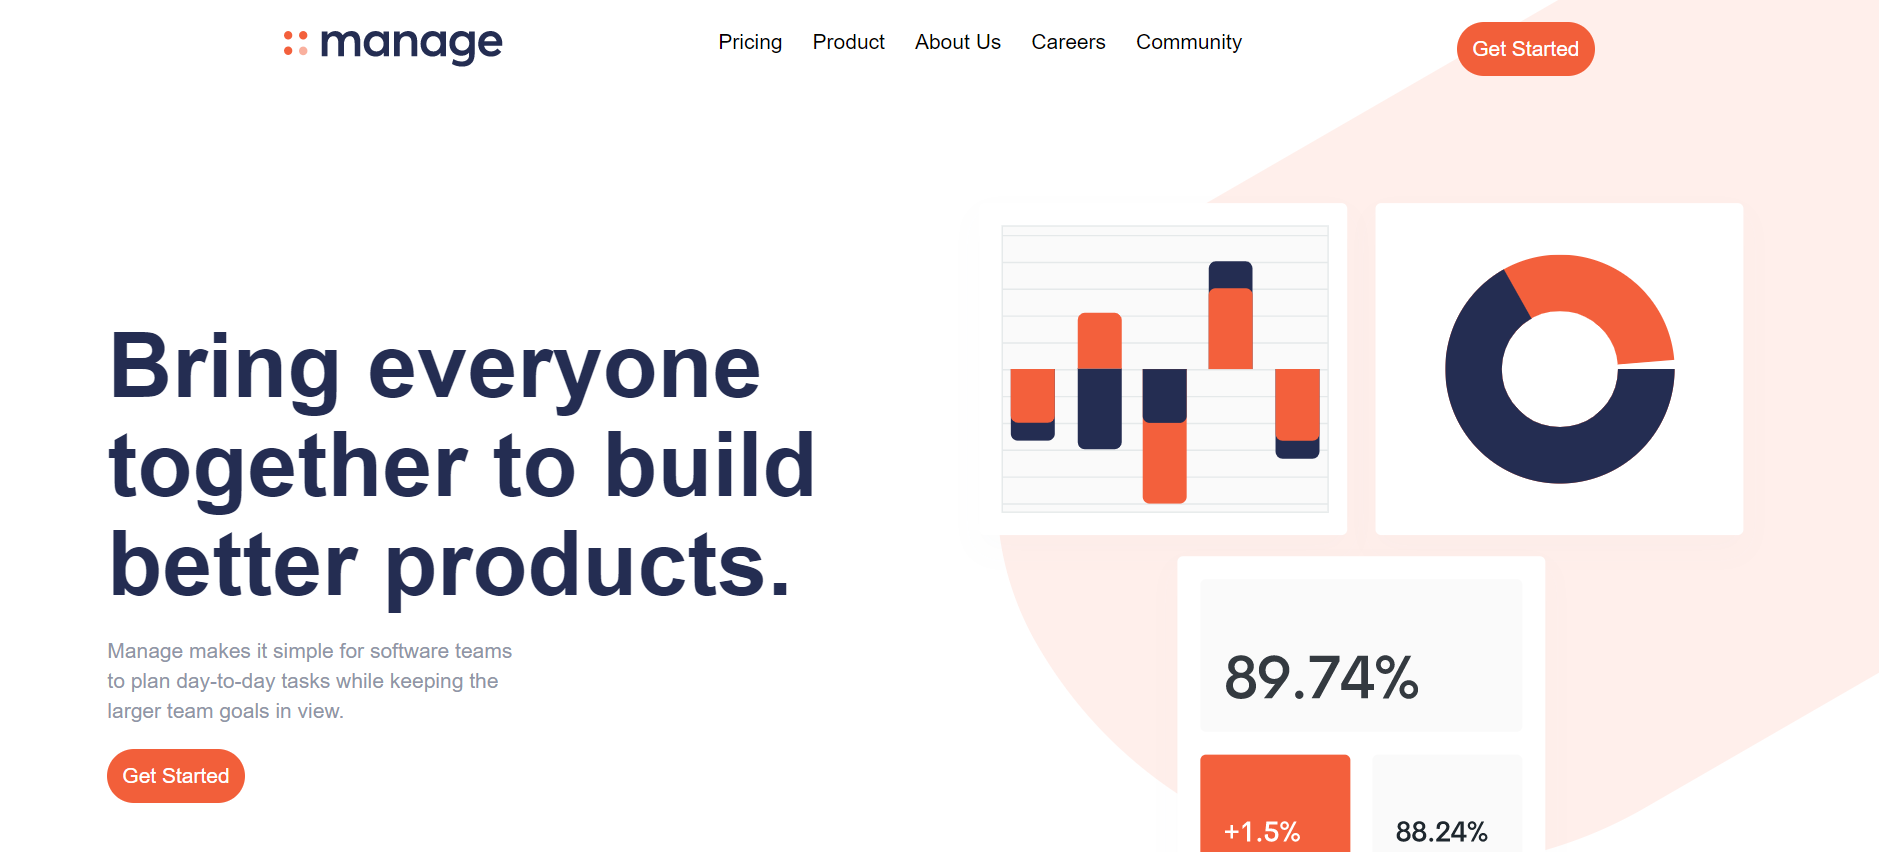 manage
Pricing
Product
About Us
Careers
Community
Get Started
Bring everyone
together to build
better products.
Manage makes it simple for software teams
to plan day-to-day tasks while keeping the
larger team goals in view.
Get Started
89.74%
+1.5%
88.24%